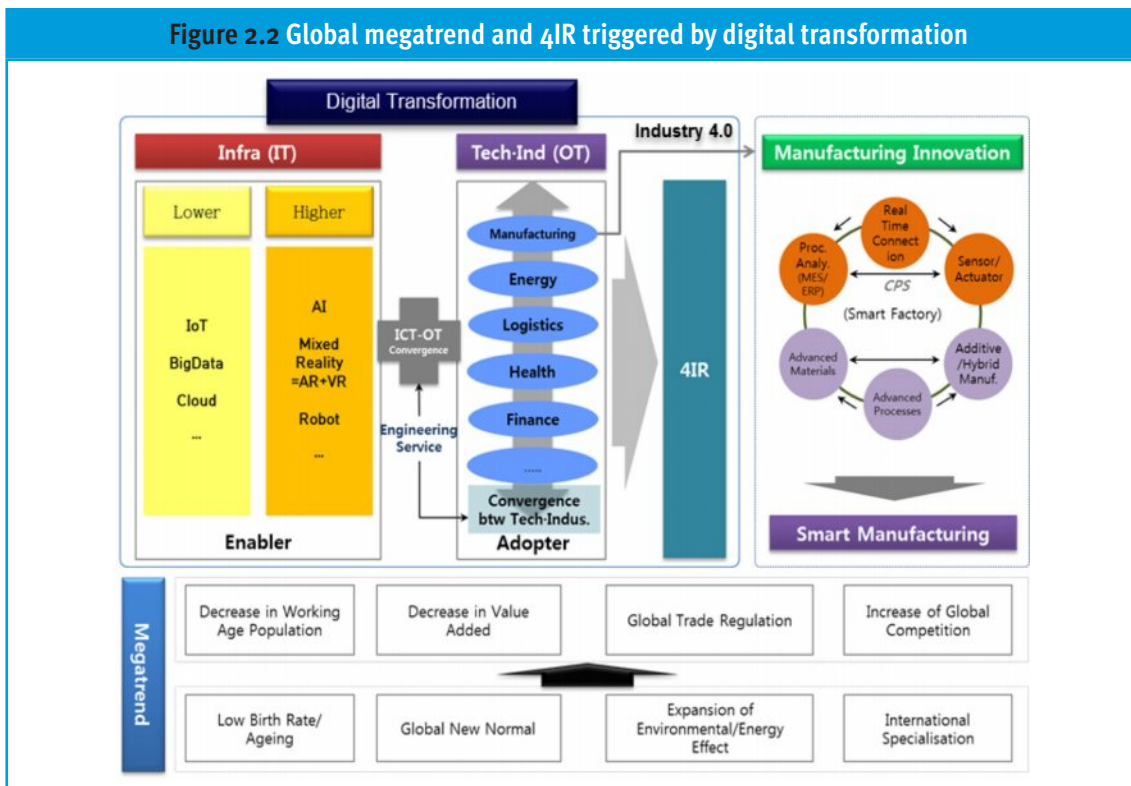 Figure 2.2 Global megatrend and 4IR triggered by digital transformation
Digital Transformation
Industry 4.0
Infra (IT)
Tech-Ind (OT)
Manufacturing Innovation
Lower
Higher
IoT
BigData
Cloud
...
AI
Mixed
Reality
=AR+VR
Robot
...
Enabler
ICT-OT
Convergence
Engineering
Service
Manufacturing
Energy
Logistics
Health
Finance
.....
Convergence
btw Tech-Indus.
Adopter
4IR
Real
Time
Connect
ion
Proc.
Analy.
(MES/
ERP)
Sensor/
Actuator
CPS
(Smart Factory)
Advanced
Materials
Additive
/Hybrid
Manuf.
Advanced
Processes
Smart Manufacturing
Megatrend
Decrease in Working
Age Population
Decrease in Value
Added
Global Trade Regulation
Increase of Global
Competition
Low Birth Rate/
Ageing
Global New Normal
Expansion of
Environmental/Energy
Effect
International
Specialisation